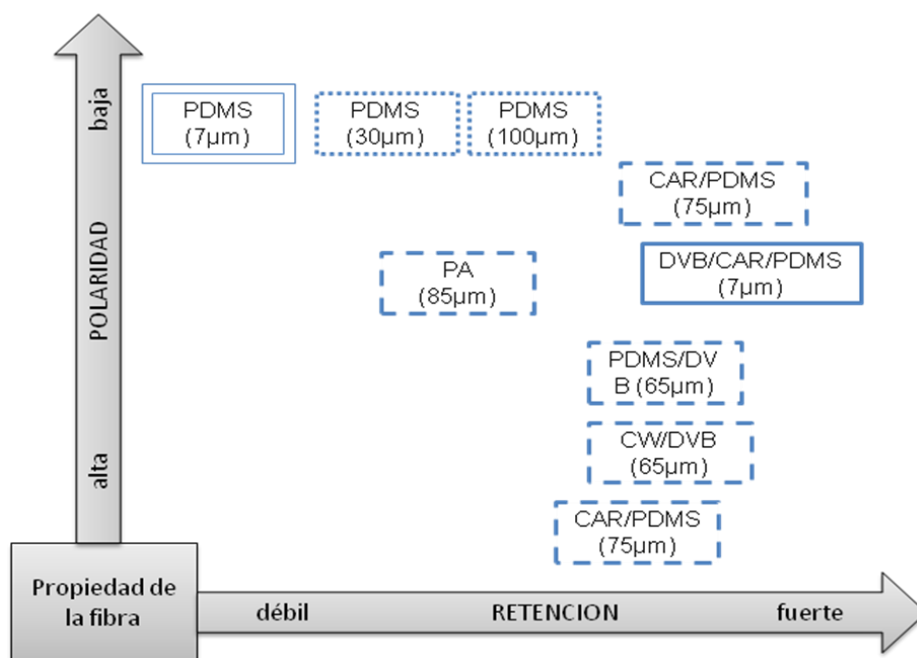 baja
POLARIDAD
alta
PDMS
(7µm)
PDMS
(30µm)
PDMS
(100µm)
CAR/PDMS
(75µm)
PA
(85µm)
DVB/CAR/PDMS
(7µm)
PDMS/DV
B (65µm)
CW/DVB
(65µm)
CAR/PDMS
(75µm)
Propiedad de
la fibra
débil
RETENCION
fuerte